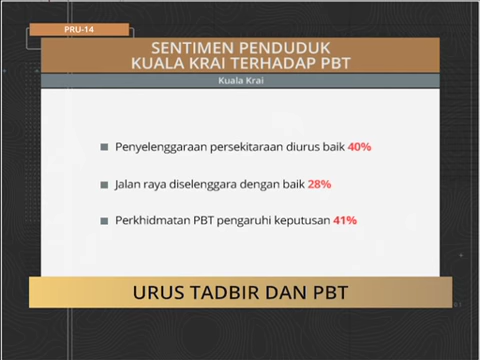 PRU-14
SENTIMEN PENDUDUK
KUALA KRAI TERHADAP PBT
Kuala Krai
Penyelenggaraan persekitaraan diurus baik 40%
Jalan raya diselenggara dengan baik 28%
Perkhidmatan PBT pengaruhi keputusan 41%
URUS TADBIR DAN PBT